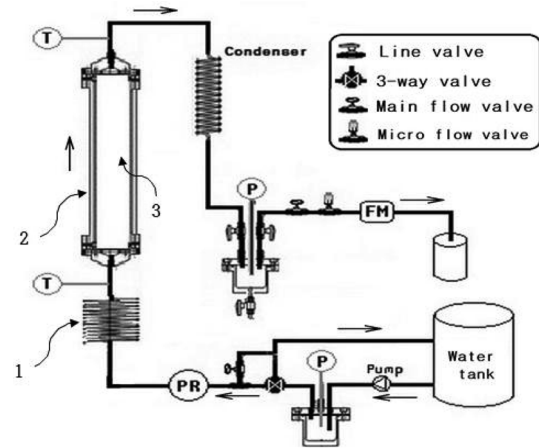 T
Condenser
Line valve
3-way valve
Main flow valve
Micro flow valve
3
2
P
FM
T
1
P
Pump
Water
tank
PR